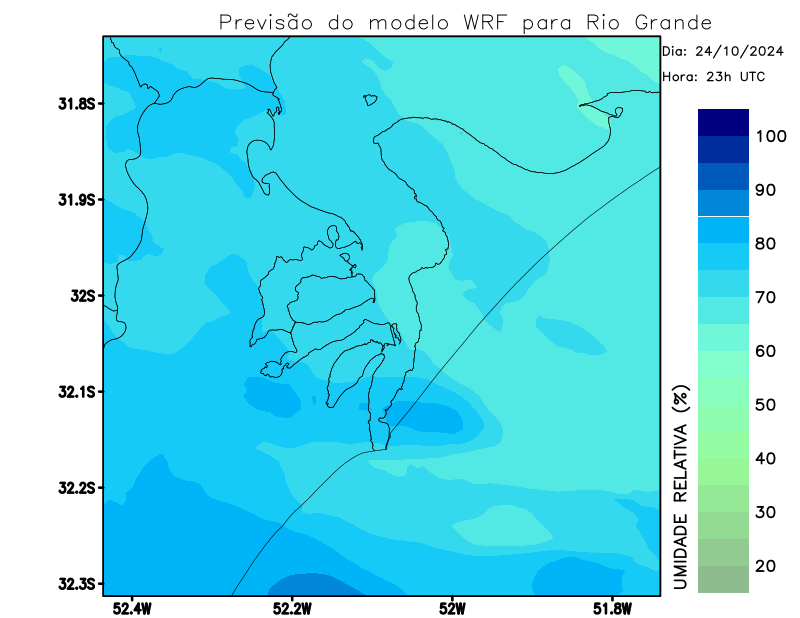 Previsão do modelo WRF para Rio Grande
Dia: 24/10/2024
Hora: 23h UTC
31.8S
31.9S
32S
32.1S
32.2S
32.3S
52.4W
52.2W
52W
51.8W
100
90
80
70
60
50
40
30
20
UMIDADE RELATIVA (%)